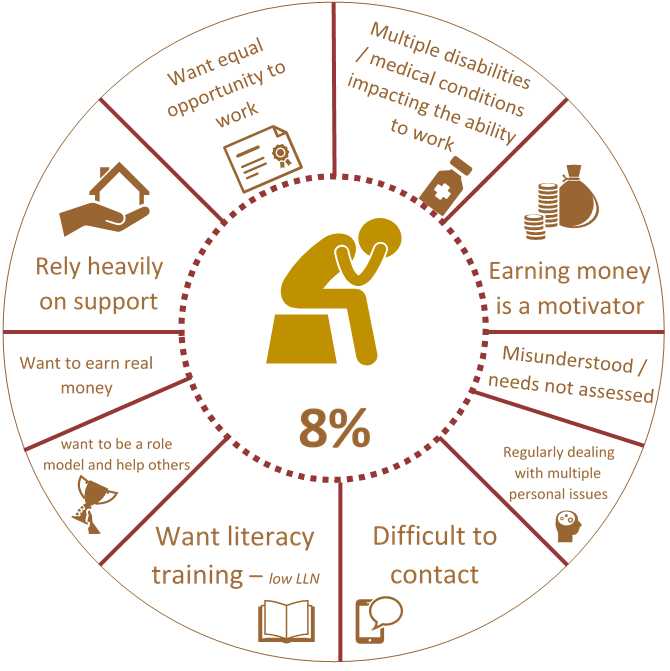 Want equal
opportunity to
work
Multiple disabilities
/ medical conditions
impacting the ability
to work
Earning money
is a motivator
Misunderstood /
needs not assessed
Regularly dealing
with multiple
personal issues
Difficult to
contact
Want literacy
training – low LLN
want to be a role
model and help others
Want to earn real
money
Rely heavily
on support
8%